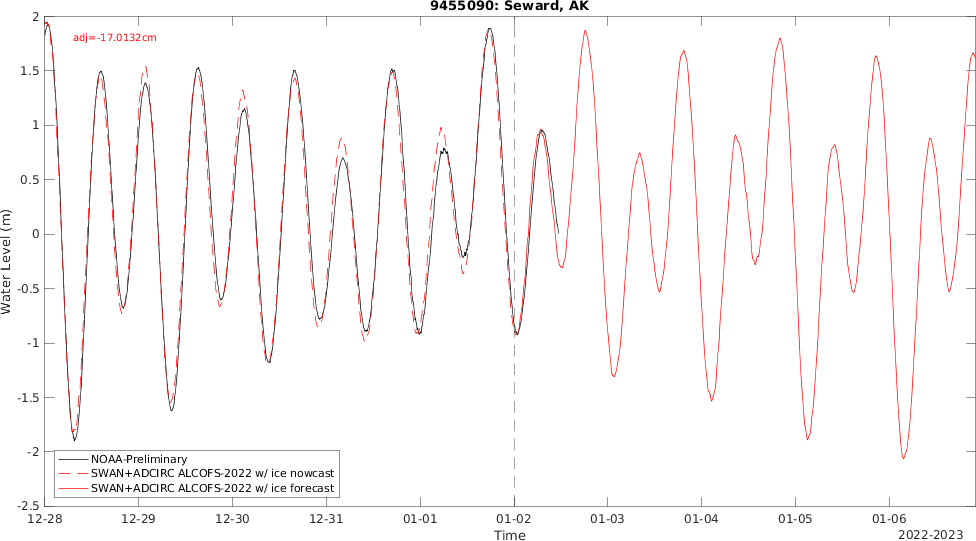 9455090: Seward, AK
adj=-17.0132cm
Water Level (m)
2
1.5
1
0.5
0
-0.5
-1
-1.5
-2
-2.5
NOAA-Preliminary
SWAN+ADCIRC ALCOFS-2022 w/ ice nowcast
SWAN+ADCIRC ALCOFS-2022 w/ ice forecast
12-28 12-29 12-30 12-31 01-01 01-02 01-03 01-04 01-05 01-06
Time
2022-2023